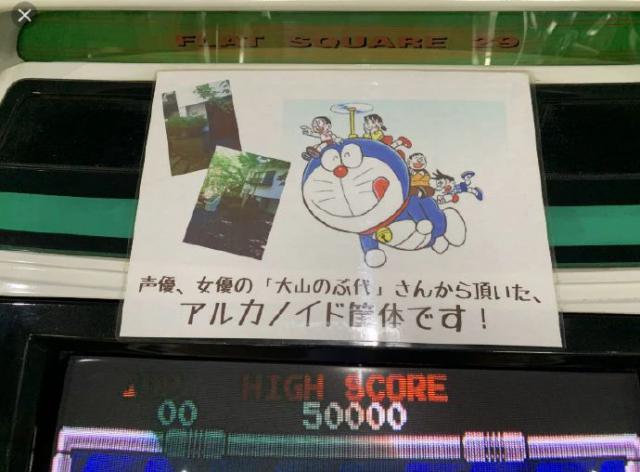 FLAT SQUARE 29
声優、女優の「大山のぶ代」さんから頂いた、
アルカノイド筐体です！
HIGH SCORE
00
50000